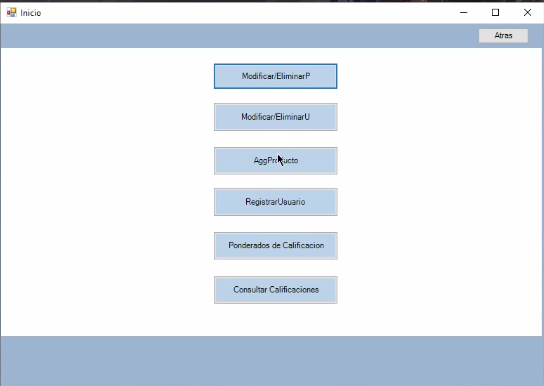 Inicio
Atras
Modificar/EliminarP
Modificar/EliminarU
AggProducto
RegistrarUsuario
Ponderados de Calificacion
Consultar Calificaciones